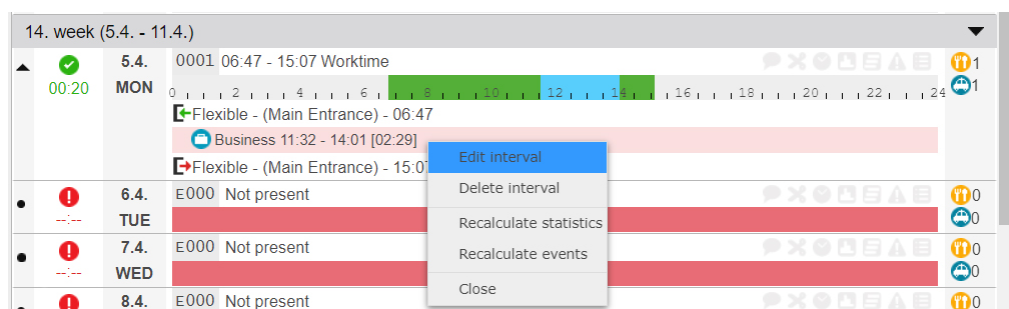 14. week (5.4. - 11.4.)
5.4. 0001 06:47 - 15:07 Worktime 1
00:20 MON 0 2 4 6 8 10 12 14 16 18 20 22 24 1
Flexible - (Main Entrance) - 06:47
Business 11:32 - 14:01 [02:29]
Flexible - (Main Entrance) - 15:07
Edit interval
Delete interval
Recalculate statistics
Recalculate events
Close
6.4. E000 Not present 0
--:-- TUE 0
7.4. E000 Not present 0
--:-- WED 0
8.4. E000 Not present 0